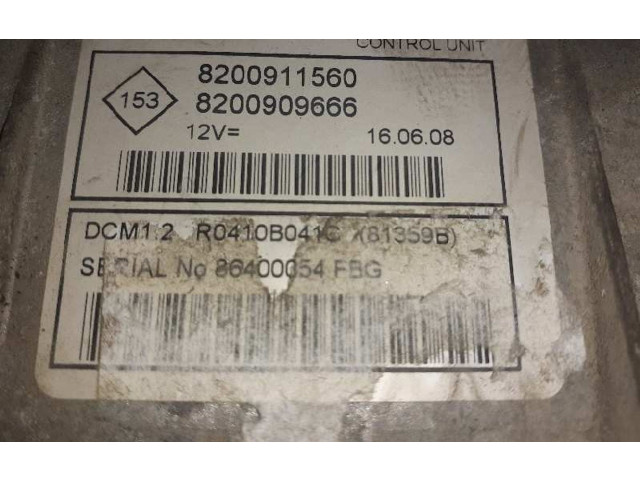 CONTROL UNIT
153
8200911560
8200909666
12V=
16.06.08
DCM1.2 R0410B041C (81359B)
SERIAL No 86400054 FBG